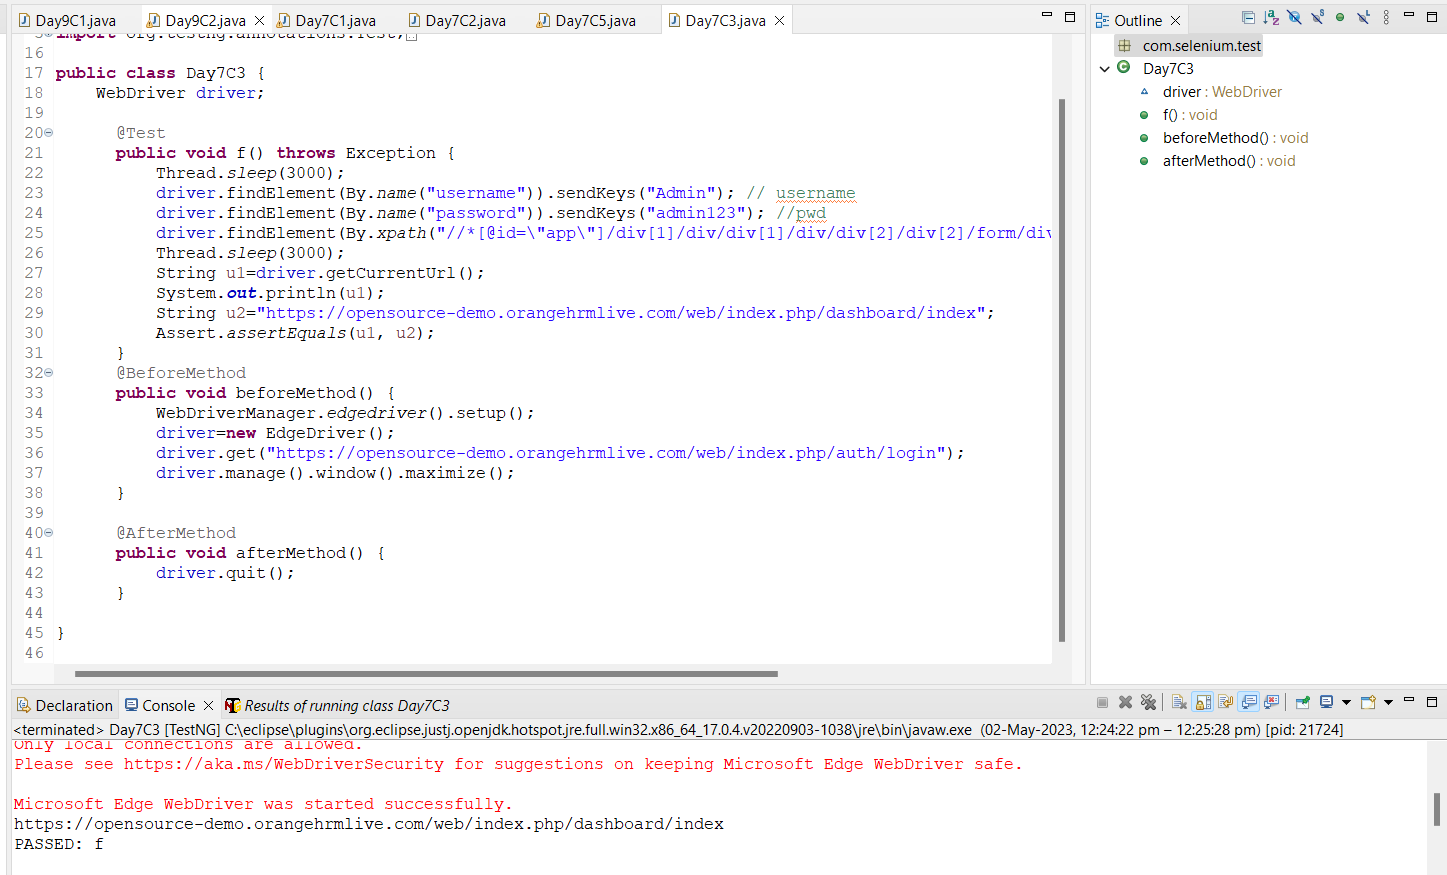 Day9C1.java Day9C2.java Day7C1.java Day7C2.java Day7C5.java Day7C3.java
import org.testng.annotations.Test;
16
17 public class Day7C3 {
18 WebDriver driver;
19
20 @Test
21 public void f() throws Exception {
22 Thread.sleep(3000);
23 driver.findElement(By.name("username")).sendKeys("Admin"); // username
24 driver.findElement(By.name("password")).sendKeys("admin123"); //pwd
25 driver.findElement(By.xpath("//*[@id=\"app\"]/div[1]/div/div[1]/div/div[2]/div[2]/form/div
26 Thread.sleep(3000);
27 String u1=driver.getCurrentUrl();
28 System.out.println(u1);
29 String u2="https://opensource-demo.orangehrmlive.com/web/index.php/dashboard/index";
30 Assert.assertEquals(u1, u2);
31 }
32 @BeforeMethod
33 public void beforeMethod() {
34 WebDriverManager.edgedriver().setup();
35 driver=new EdgeDriver();
36 driver.get("https://opensource-demo.orangehrmlive.com/web/index.php/auth/login");
37 driver.manage().window().maximize();
38 }
39
40 @AfterMethod
41 public void afterMethod() {
42 driver.quit();
43 }
44
45 }
46
Outline
com.selenium.test
Day7C3
driver : WebDriver
f() : void
beforeMethod() : void
afterMethod() : void
Declaration Console Results of running class Day7C3
<terminated> Day7C3 [TestNG] C:\eclipse\plugins\org.eclipse.justj.openjdk.hotspot.jre.full.win32.x86_64_17.0.4.v20220903-1038\jre\bin\javaw.exe (02-May-2023, 12:24:22 pm – 12:25:28 pm) [pid: 21724]
Only local connections are allowed.
Please see https://aka.ms/WebDriverSecurity for suggestions on keeping Microsoft Edge WebDriver safe.
Microsoft Edge WebDriver was started successfully.
https://opensource-demo.orangehrmlive.com/web/index.php/dashboard/index
PASSED: f